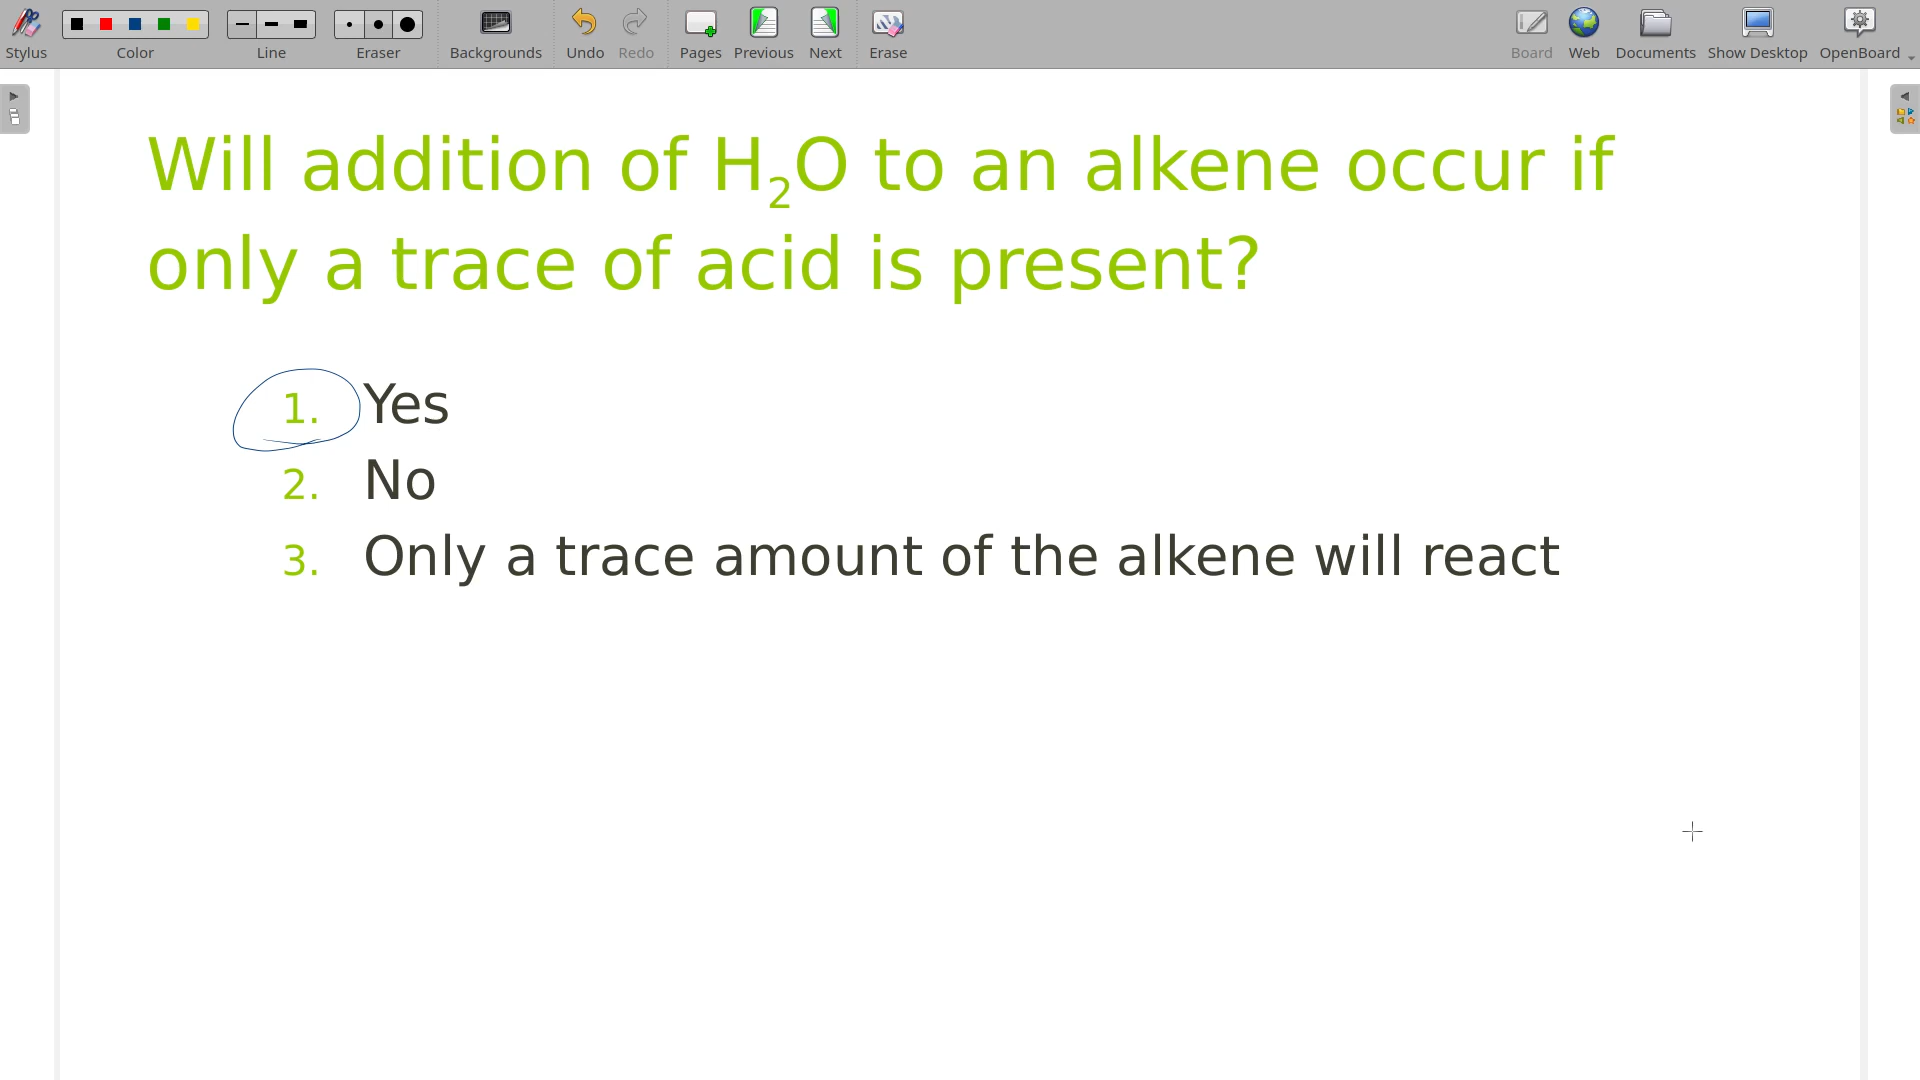 Stylus Color Line Eraser Backgrounds Undo Redo Pages Previous Next Erase Board Web Documents Show Desktop OpenBoard
Will addition of H₂O to an alkene occur if
only a trace of acid is present?
1. Yes
2. No
3. Only a trace amount of the alkene will react